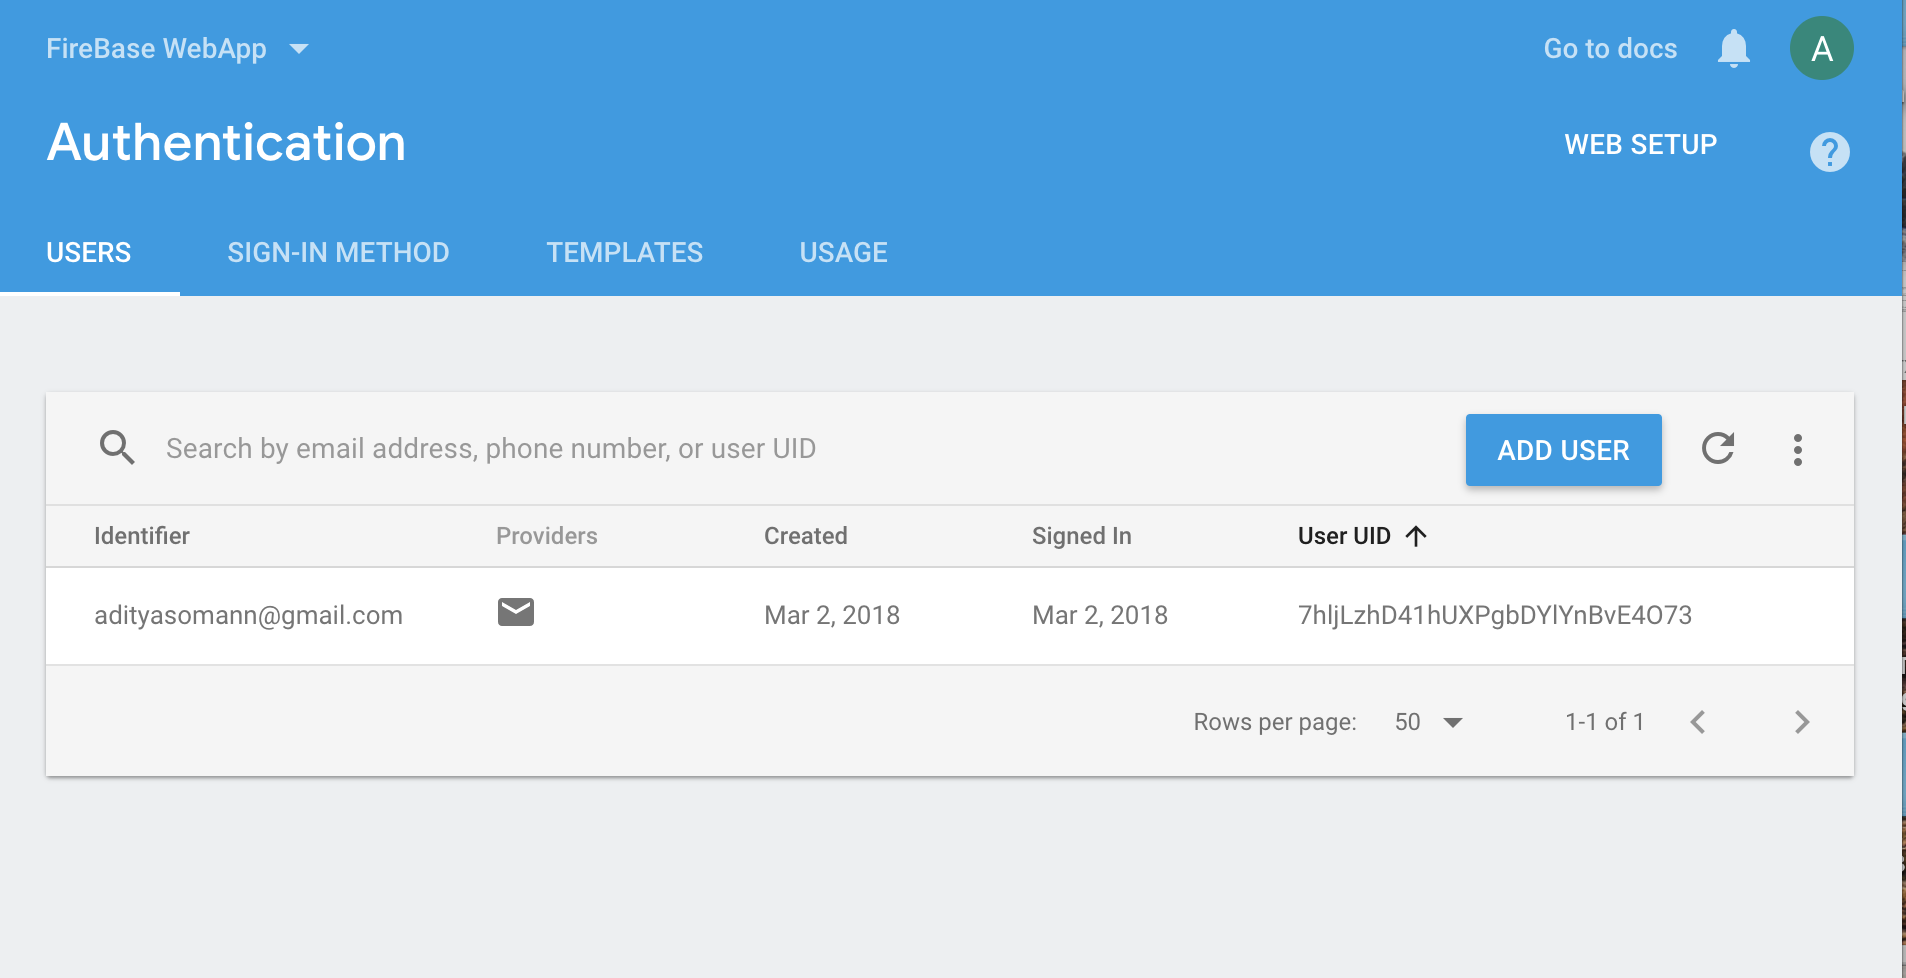 FireBase WebApp
Go to docs
A
Authentication
WEB SETUP
?
USERS SIGN-IN METHOD TEMPLATES USAGE
Search by email address, phone number, or user UID
ADD USER
Identifier Providers Created Signed In User UID
adityasomann@gmail.com Mar 2, 2018 Mar 2, 2018 7hljLzhD41hUXPgbDYlYnBvE4O73
Rows per page: 50 1-1 of 1